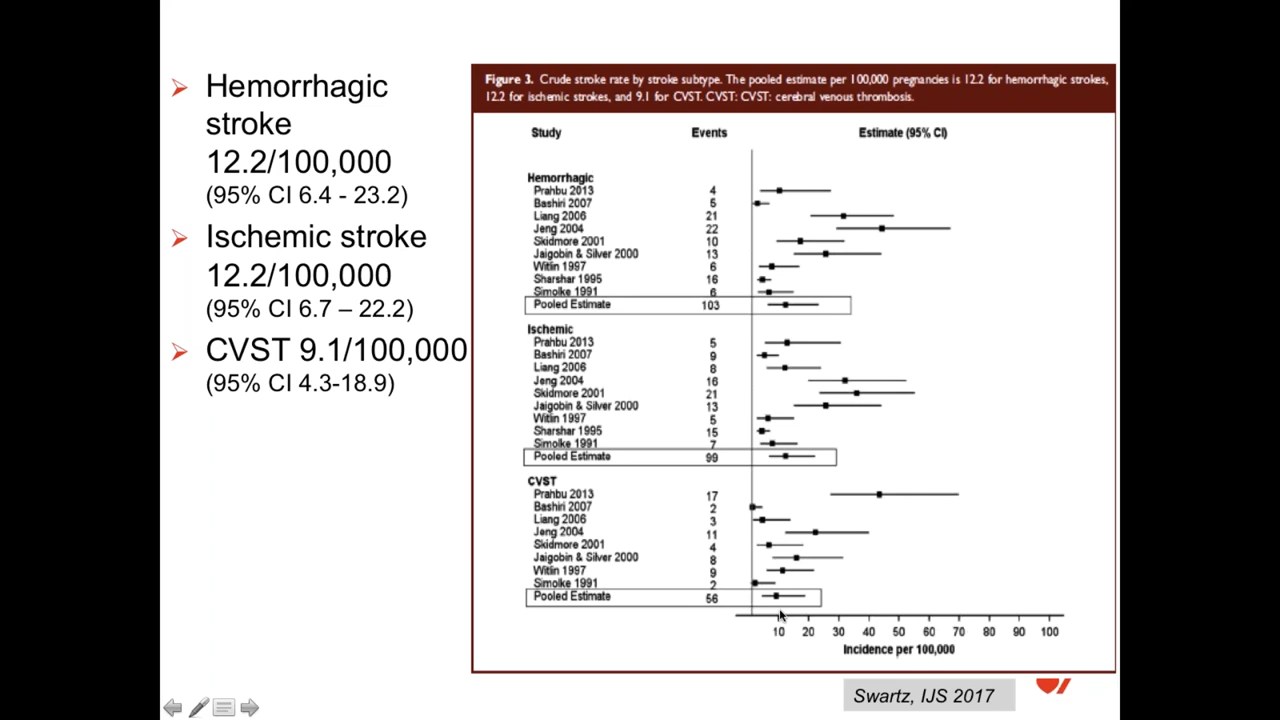 Hemorrhagic
stroke
12.2/100,000
(95% CI 6.4 - 23.2)
Ischemic stroke
12.2/100,000
(95% CI 6.7 – 22.2)
CVST 9.1/100,000
(95% CI 4.3-18.9)
Figure 3. Crude stroke rate by stroke subtype. The pooled estimate per 100,000 pregnancies is 12.2 for hemorrhagic strokes,
12.2 for ischemic strokes, and 9.1 for CVST. CVST: CVST: cerebral venous thrombosis.
Study Events Estimate (95% CI)
Hemorrhagic
Prahbu 2013 4
Bashiri 2007 5
Liang 2006 21
Jeng 2004 22
Skidmore 2001 10
Jaigobin & Silver 2000 13
Witlin 1997 6
Sharshar 1995 16
Simolke 1991 6
Pooled Estimate 103
Ischemic
Prahbu 2013 5
Bashiri 2007 9
Liang 2006 8
Jeng 2004 16
Skidmore 2001 21
Jaigobin & Silver 2000 13
Witlin 1997 5
Sharshar 1995 15
Simolke 1991 7
Pooled Estimate 99
CVST
Prahbu 2013 17
Bashiri 2007 2
Liang 2006 3
Jeng 2004 11
Skidmore 2001 4
Jaigobin & Silver 2000 8
Witlin 1997 9
Simolke 1991 2
Pooled Estimate 56
10 20 30 40 50 60 70 80 90 100
Incidence per 100,000
Swartz, IJS 2017